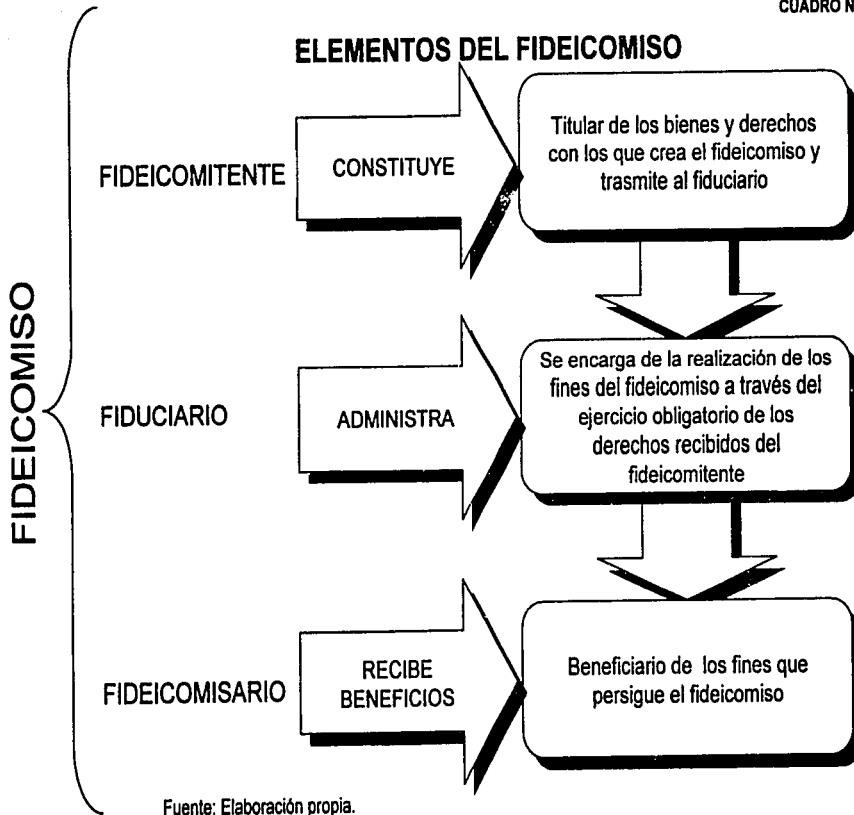 CUADRO N
ELEMENTOS DEL FIDEICOMISO
FIDEICOMISO
FIDEICOMITENTE
CONSTITUYE
Titular de los bienes y derechos
con los que crea el fideicomiso y
trasmite al fiduciario
FIDUCIARIO
ADMINISTRA
Se encarga de la realización de los
fines del fideicomiso a través del
ejercicio obligatorio de los
derechos recibidos del
fideicomitente
FIDEICOMISARIO
RECIBE
BENEFICIOS
Beneficiario de los fines que
persigue el fideicomiso
Fuente: Elaboración propia.